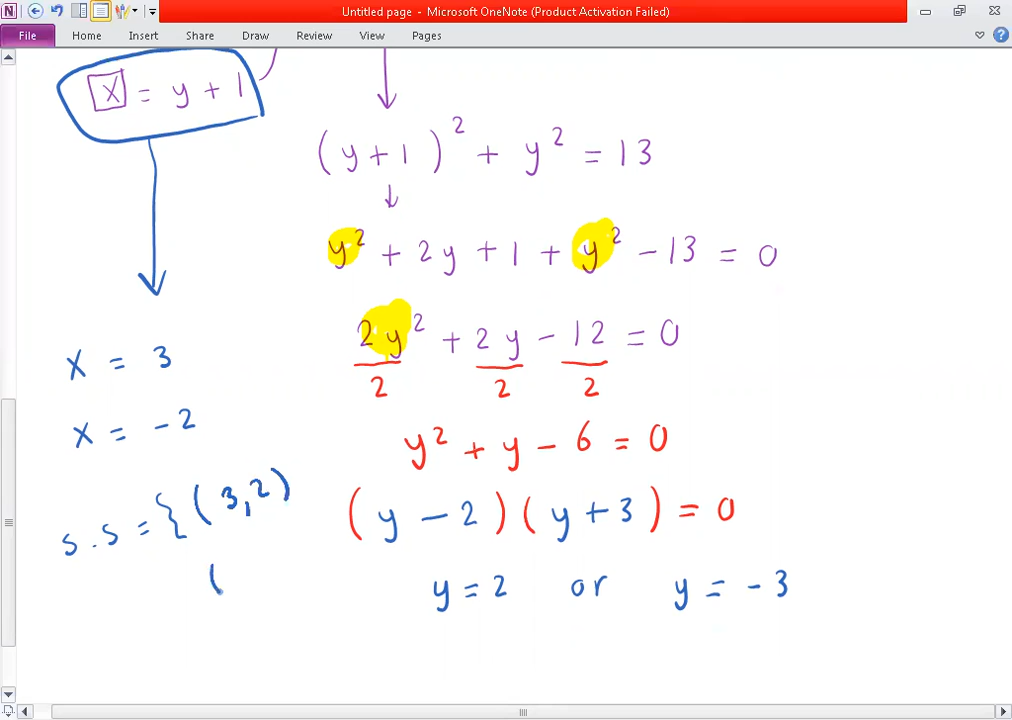 Untitled page - Microsoft OneNote (Product Activation Failed)
File Home Insert Share Draw Review View Pages
x = y + 1
(y + 1)² + y² = 13
y² + 2y + 1 + y² - 13 = 0
2y² + 2y - 12 = 0
2 2 2
x = 3
y² + y - 6 = 0
x = -2
(y - 2)(y + 3) = 0
s.s = {(3,2)
(
y = 2 or y = -3